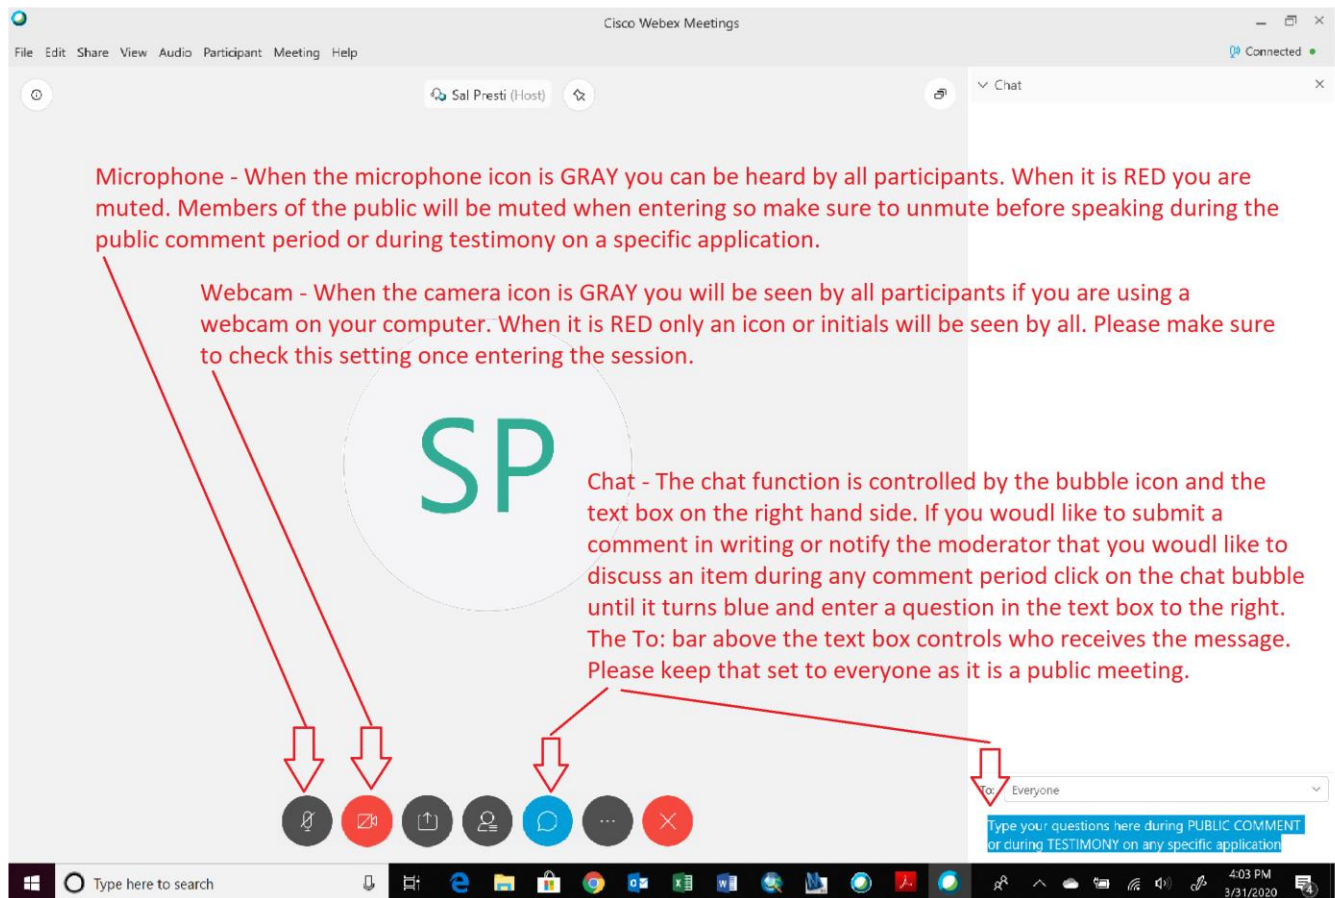 Cisco Webex Meetings
File Edit Share View Audio Participant Meeting Help
Connected
Sal Presti (Host)
Chat
Microphone - When the microphone icon is GRAY you can be heard by all participants. When it is RED you are
muted. Members of the public will be muted when entering so make sure to unmute before speaking during the
public comment period or during testimony on a specific application.
Webcam - When the camera icon is GRAY you will be seen by all participants if you are using a
webcam on your computer. When it is RED only an icon or initials will be seen by all. Please make sure
to check this setting once entering the session.
SP
Chat - The chat function is controlled by the bubble icon and the
text box on the right hand side. If you woudl like to submit a
comment in writing or notify the moderator that you woudl like to
discuss an item during any comment period click on the chat bubble
until it turns blue and enter a question in the text box to the right.
The To: bar above the text box controls who receives the message.
Please keep that set to everyone as it is a public meeting.
To: Everyone
Type your questions here during PUBLIC COMMENT
or during TESTIMONY on any specific application
Type here to search
4:03 PM
3/31/2020
4